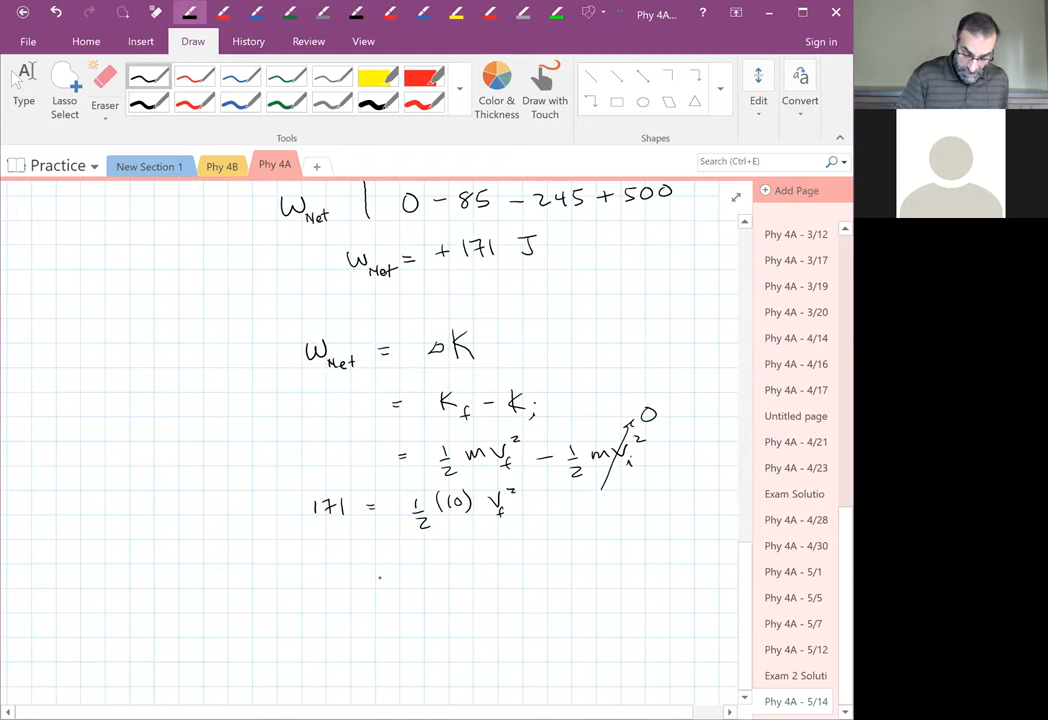 Phy 4A...
?
File
Home
Insert
Draw
History
Review
View
Sign in
Type
Lasso Select
Eraser
Color & Thickness
Draw with Touch
Edit
Convert
Tools
Shapes
Practice
New Section 1
Phy 4B
Phy 4A
+
Search (Ctrl+E)
Add Page
W_Net | 0 - 85 - 245 + 500
W_Net = + 171 J
W_Net = ΔK
= K_f - K_i
= 1/2 m v_f^2 - 1/2 m v_i^2 0
171 = 1/2 (10) v_f^2
Phy 4A - 3/12
Phy 4A - 3/17
Phy 4A - 3/19
Phy 4A - 3/20
Phy 4A - 4/14
Phy 4A - 4/16
Phy 4A - 4/17
Untitled page
Phy 4A - 4/21
Phy 4A - 4/23
Exam Solutio
Phy 4A - 4/28
Phy 4A - 4/30
Phy 4A - 5/1
Phy 4A - 5/5
Phy 4A - 5/7
Phy 4A - 5/12
Exam 2 Soluti
Phy 4A - 5/14